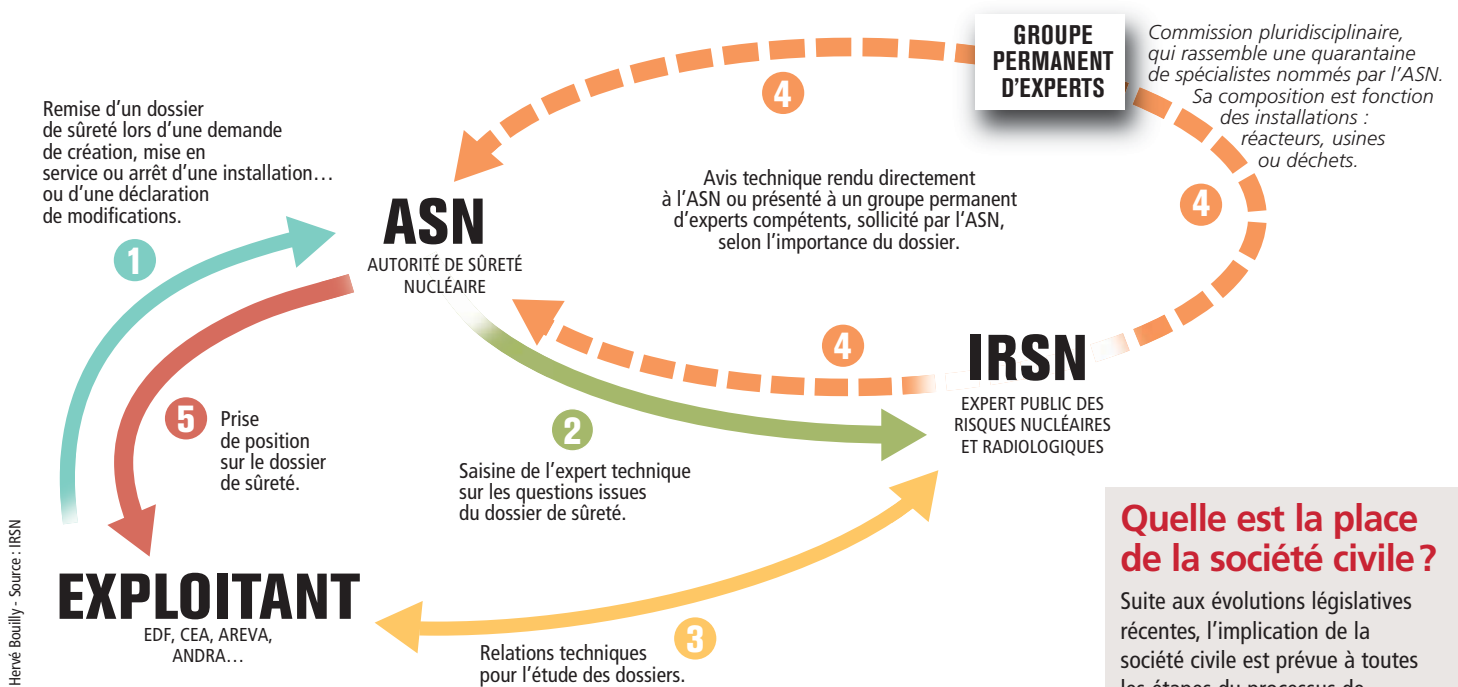 GROUPE
PERMANENT
D'EXPERTS
Commission pluridisciplinaire,
qui rassemble une quarantaine
de spécialistes nommés par l'ASN.
Sa composition est fonction
des installations :
réacteurs, usines
ou déchets.
4
Remise d'un dossier
de sûreté lors d'une demande
de création, mise en
service ou arrêt d'une installation…
ou d'une déclaration
de modifications.
1
ASN
AUTORITÉ DE SÛRETÉ
NUCLÉAIRE
Avis technique rendu directement
à l'ASN ou présenté à un groupe permanent
d'experts compétents, sollicité par l'ASN,
selon l'importance du dossier.
4
4
IRSN
EXPERT PUBLIC DES
RISQUES NUCLÉAIRES
ET RADIOLOGIQUES
5
Prise
de position
sur le dossier
de sûreté.
2
Saisine de l'expert technique
sur les questions issues
du dossier de sûreté.
EXPLOITANT
EDF, CEA, AREVA,
ANDRA…
3
Relations techniques
pour l'étude des dossiers.
Quelle est la place
de la société civile ?
Suite aux évolutions législatives
récentes, l'implication de la
société civile est prévue à toutes
les étapes du processus de
Hervé Bouilly - Source : IRSN